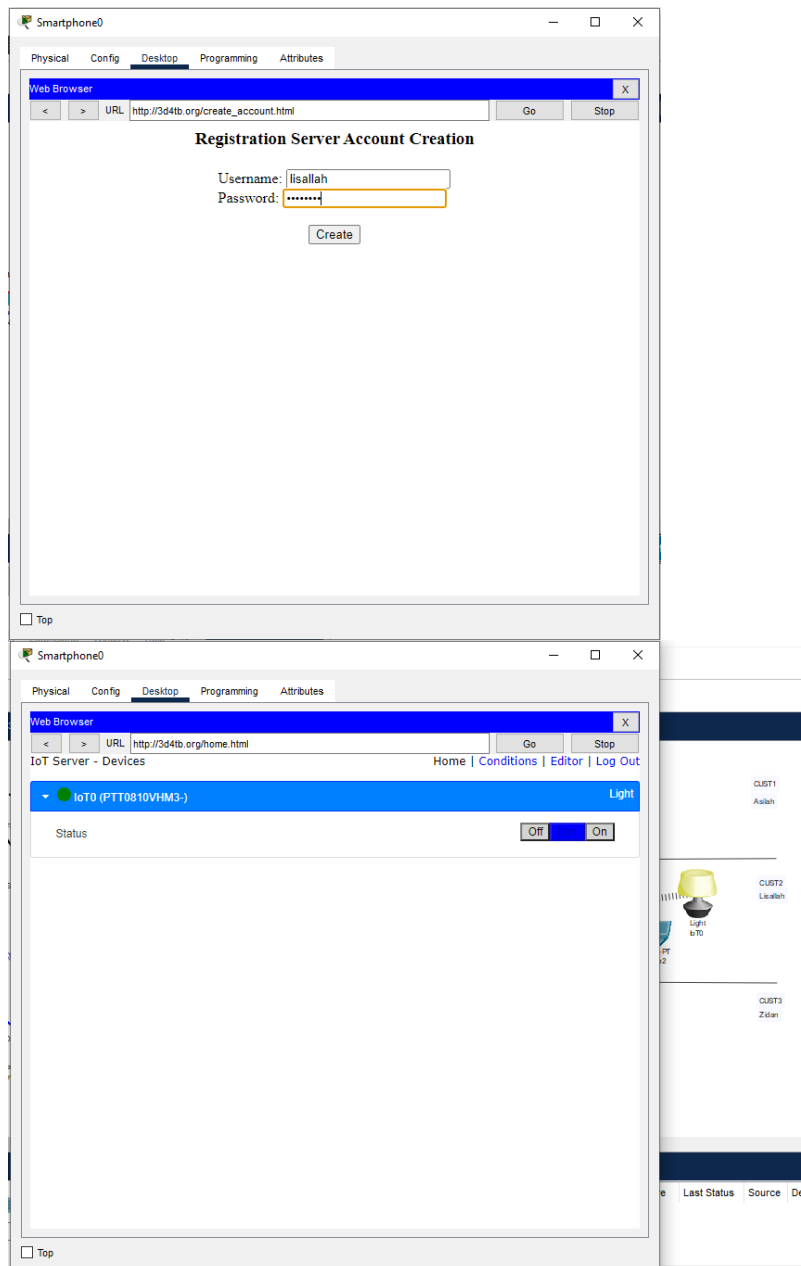 Smartphone0
Physical Config Desktop Programming Attributes
Web Browser X
< > URL http://3d4tb.org/create_account.html Go Stop
Registration Server Account Creation
Username: lisallah
Password: ••••••••
Create
Top
Smartphone0
Physical Config Desktop Programming Attributes
Web Browser X
< > URL http://3d4tb.org/home.html Go Stop
IoT Server - Devices Home | Conditions | Editor | Log Out
IoT0 (PTT0810VHM3-) Light
Status Off On
Top
CUST1
Asilah
CUST2
Lisallah
Light
IoT0
CUST3
Zidan
Last Status Source